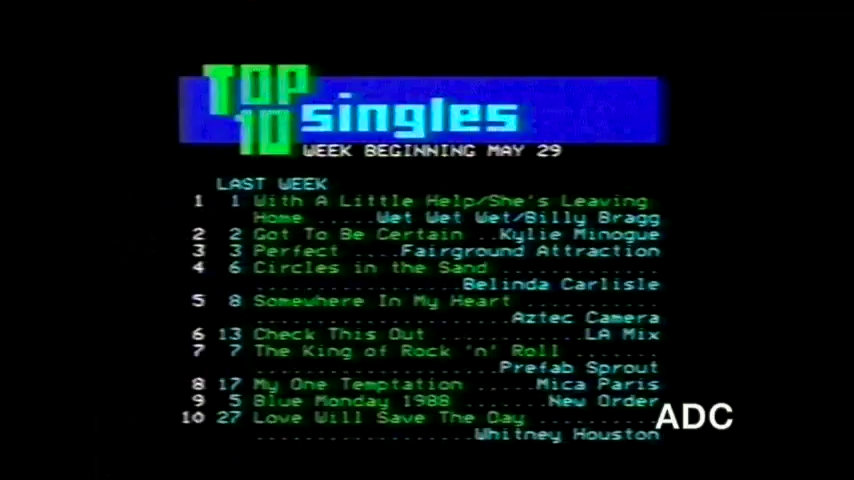 TOP
10 singles
WEEK BEGINNING MAY 29
LAST WEEK
1 1 With A Little Help/She's Leaving
Home ......Wet Wet Wet/Billy Bragg
2 2 Got To Be Certain ..Kylie Minogue
3 3 Perfect ....Fairground Attraction
4 6 Circles in the Sand .............
....................Belinda Carlisle
5 8 Somewhere In My Heart ...........
........................Aztec Camera
6 13 Check This Out ............LA Mix
7 7 The King of Rock 'n' Roll .......
.......................Prefab Sprout
8 17 My One Temptation .....Mica Paris
9 5 Blue Monday 1988 .......New Order
10 27 Love Will Save The Day ..........
.....................Whitney Houston
ADC